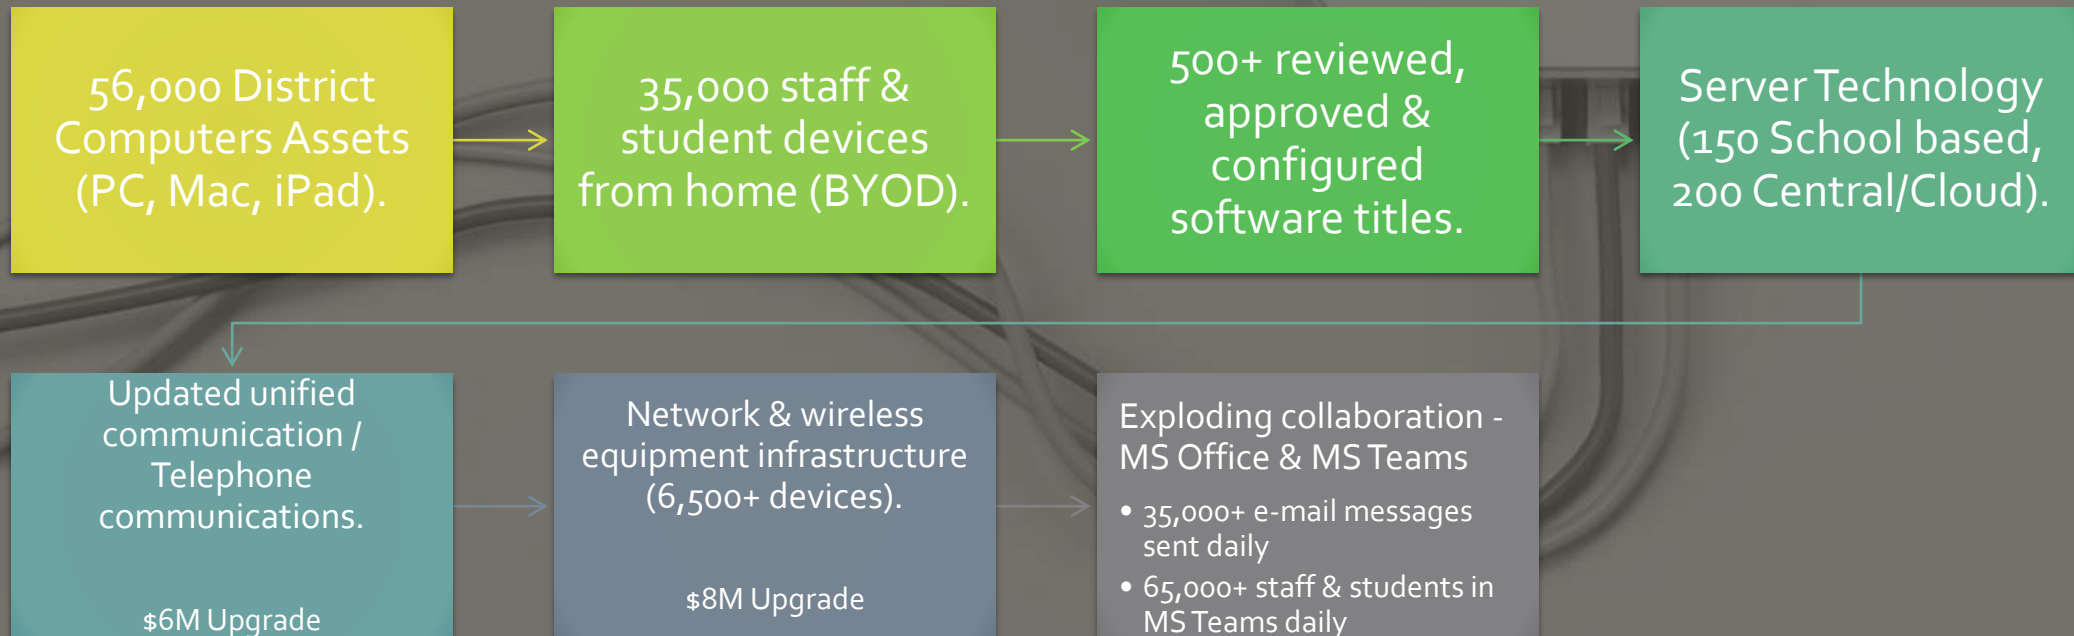 56,000 District
Computers Assets
(PC, Mac, iPad).
35,000 staff &
student devices
from home (BYOD).
500+ reviewed,
approved &
configured
software titles.
Server Technology
(150 School based,
200 Central/Cloud).
Updated unified
communication /
Telephone
communications.
$6M Upgrade
Network & wireless
equipment infrastructure
(6,500+ devices).
$8M Upgrade
Exploding collaboration -
MS Office & MS Teams
• 35,000+ e-mail messages
sent daily
• 65,000+ staff & students in
MS Teams daily